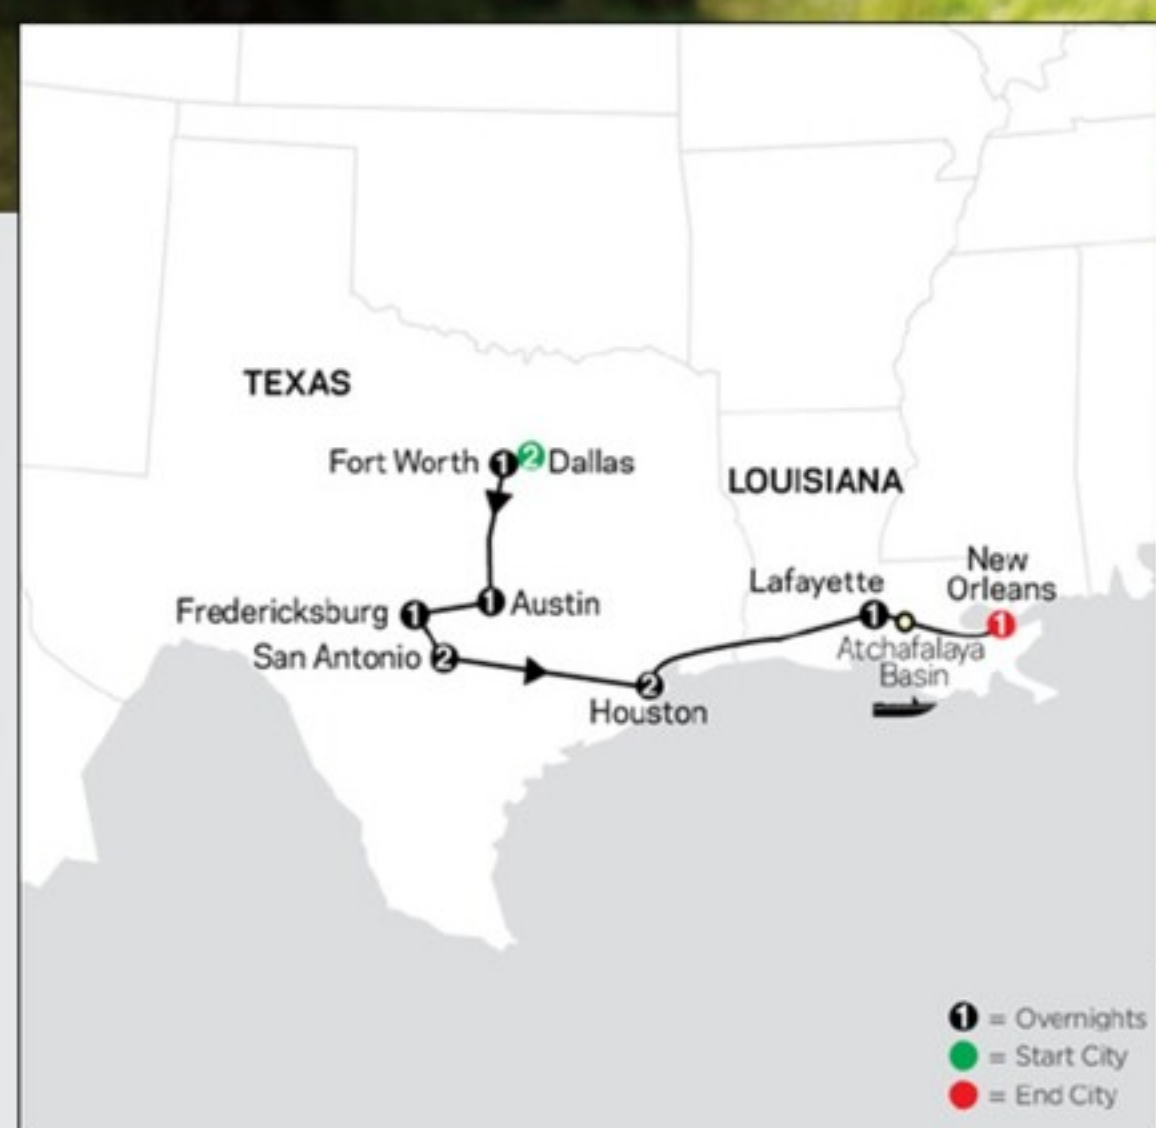 TEXAS
Fort Worth 1 2 Dallas
LOUISIANA
New
Orleans
1
Lafayette
1
Atchafalaya
Basin
Fredericksburg 1
1 Austin
San Antonio 2
2
Houston
1 = Overnights
= Start City
= End City